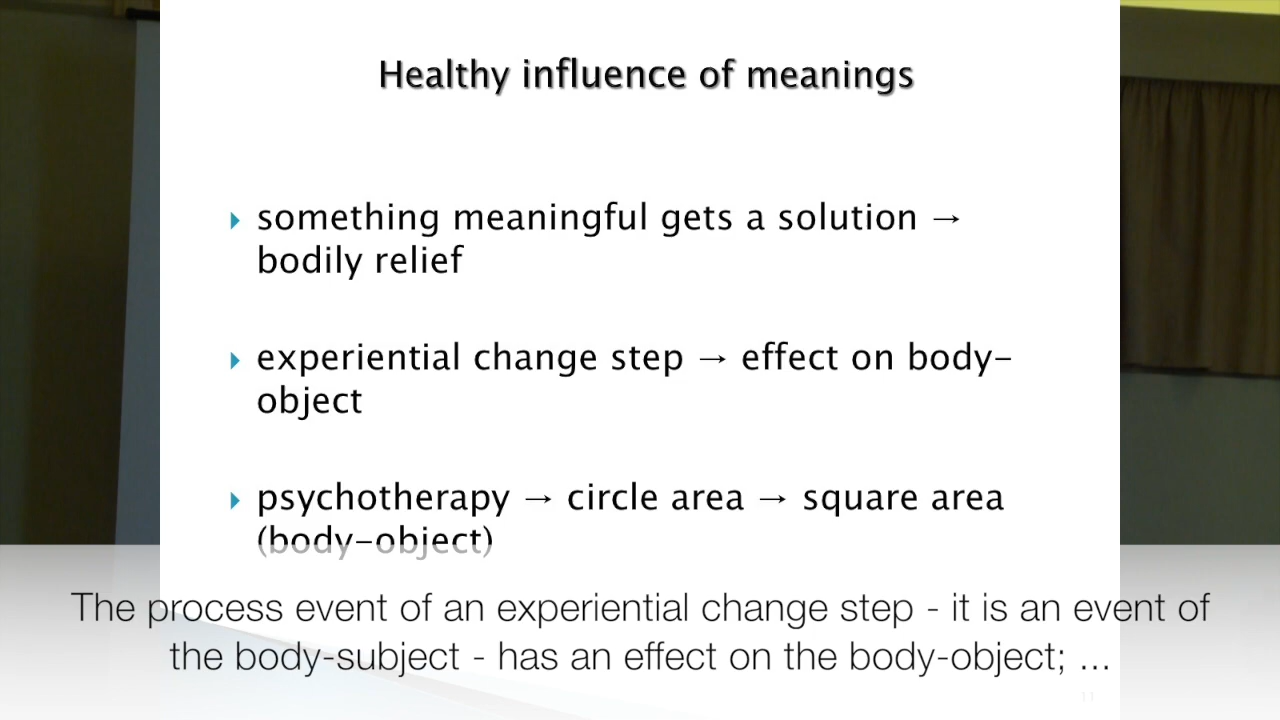 Healthy influence of meanings
something meaningful gets a solution →
bodily relief
experiential change step → effect on body–
object
psychotherapy → circle area → square area
(body–object)
The process event of an experiential change step - it is an event of
the body-subject - has an effect on the body-object; ...
11